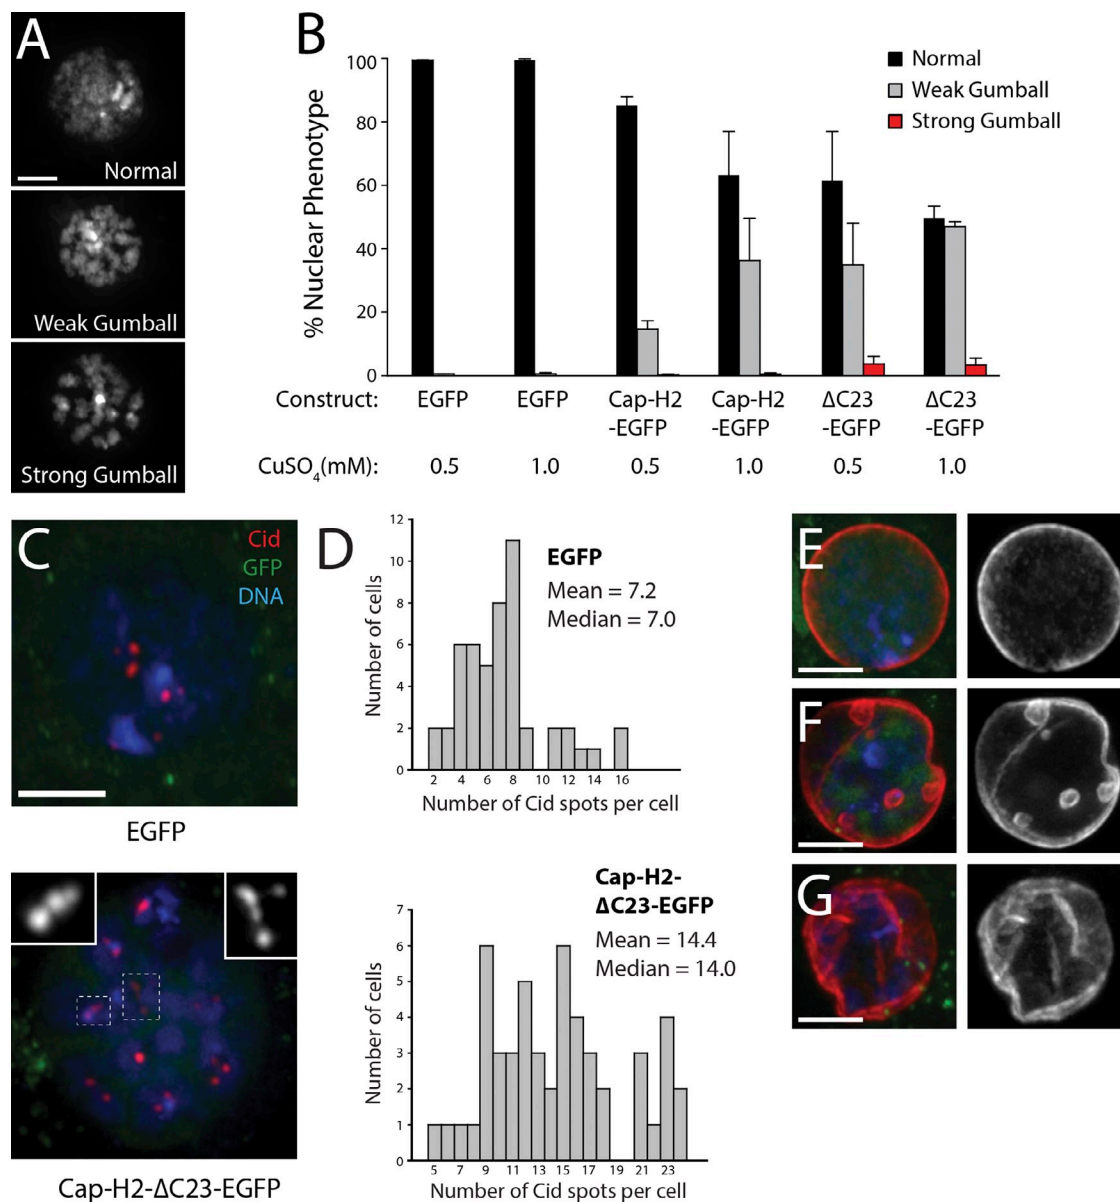 A
Normal
Weak Gumball
Strong Gumball
B
% Nuclear Phenotype
100
80
60
40
20
0
Normal
Weak Gumball
Strong Gumball
Construct: EGFP EGFP Cap-H2 Cap-H2 ΔC23 ΔC23
-EGFP -EGFP -EGFP -EGFP
CuSO4(mM): 0.5 1.0 0.5 1.0 0.5 1.0
C
Cid
GFP
DNA
EGFP
Cap-H2-ΔC23-EGFP
D
Number of cells
12
10
8
6
4
2
0
EGFP
Mean = 7.2
Median = 7.0
2 4 6 8 10 12 14 16
Number of Cid spots per cell
Number of cells
7
6
5
4
3
2
1
0
Cap-H2-
ΔC23-EGFP
Mean = 14.4
Median = 14.0
5 7 9 11 13 15 17 19 21 23
Number of Cid spots per cell
E
F
G